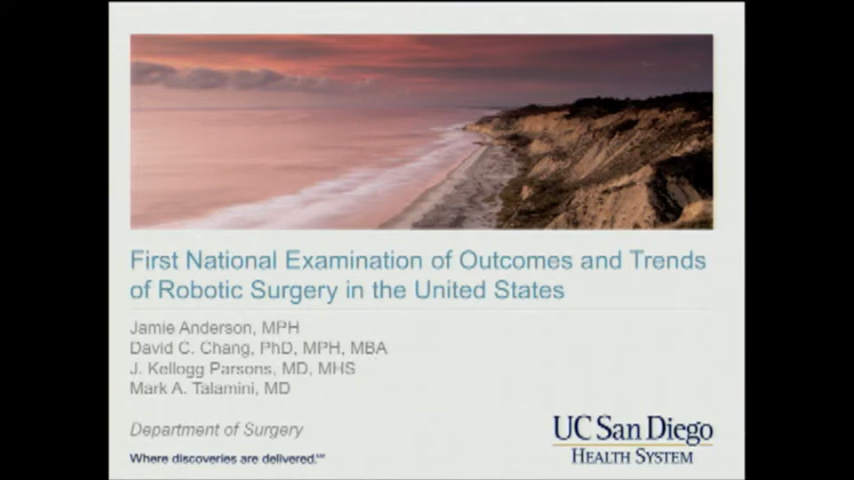 First National Examination of Outcomes and Trends
of Robotic Surgery in the United States
Jamie Anderson, MPH
David C. Chang, PhD, MPH, MBA
J. Kellogg Parsons, MD, MHS
Mark A. Talamini, MD
Department of Surgery
UC San Diego
HEALTH SYSTEM
Where discoveries are delivered.℠